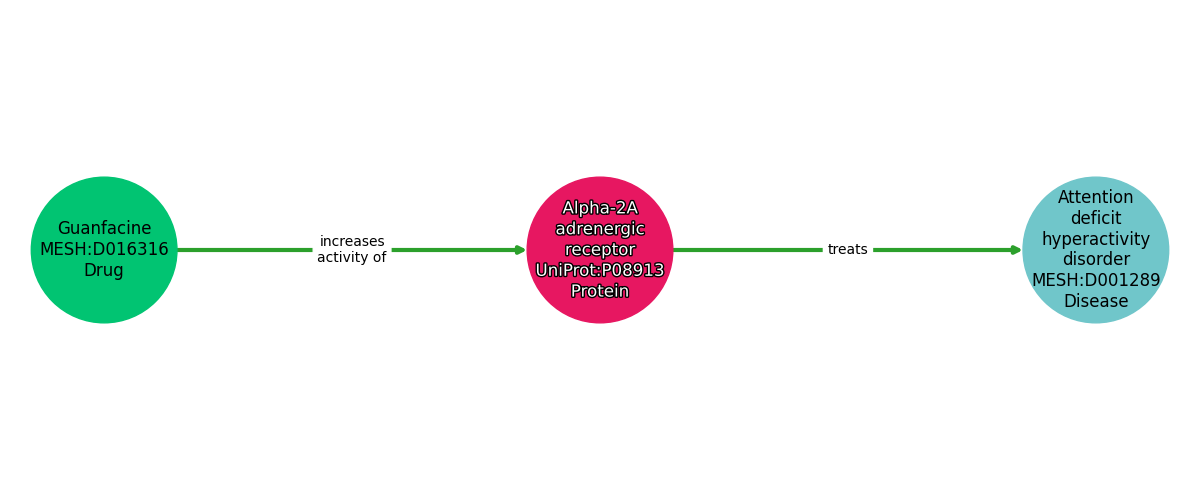 Guanfacine
MESH:D016316
Drug
increases
activity of
Alpha-2A
adrenergic
receptor
UniProt:P08913
Protein
treats
Attention
deficit
hyperactivity
disorder
MESH:D001289
Disease